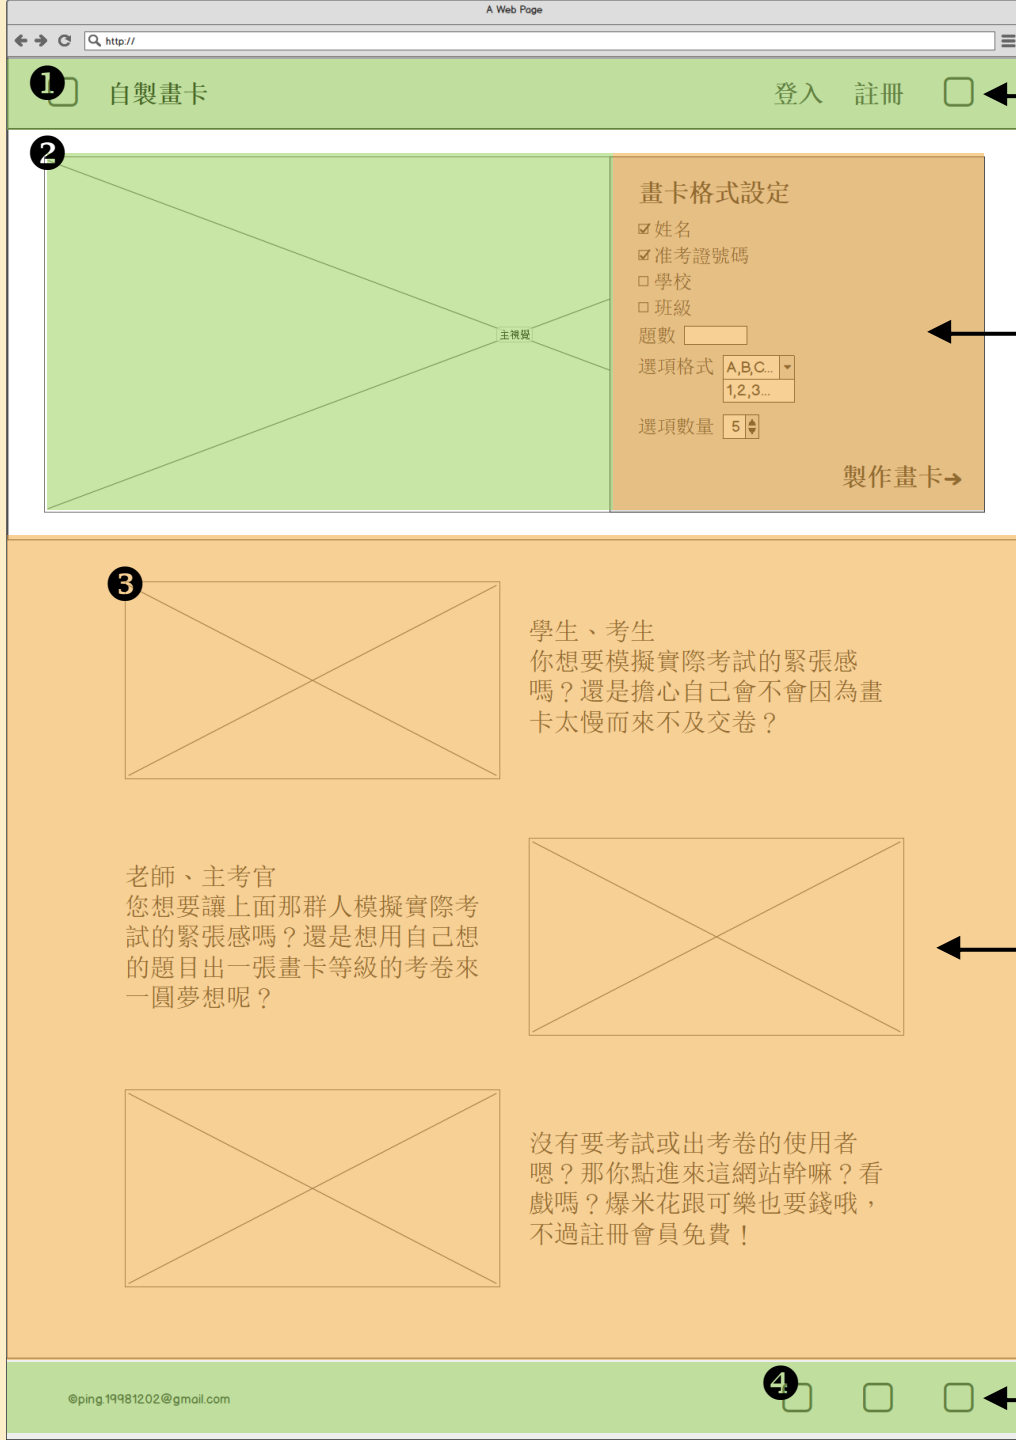 A Web Page
http://
1
自製畫卡
登入 註冊
2
主視覺
畫卡格式設定
姓名
准考證號碼
學校
班級
題數
選項格式 A,B,C...
1,2,3...
選項數量 5
製作畫卡
3
學生、考生
你想要模擬實際考試的緊張感
嗎？還是擔心自己會不會因為畫
卡太慢而來不及交卷？
老師、主考官
您想要讓上面那群人模擬實際考
試的緊張感嗎？還是想用自己想
的題目出一張畫卡等級的考卷來
一圓夢想呢？
沒有要考試或出考卷的使用者
嗯？那你點進來這網站幹嘛？看
戲嗎？爆米花跟可樂也要錢哦，
不過註冊會員免費！
©ping.19981202@gmail.com
4